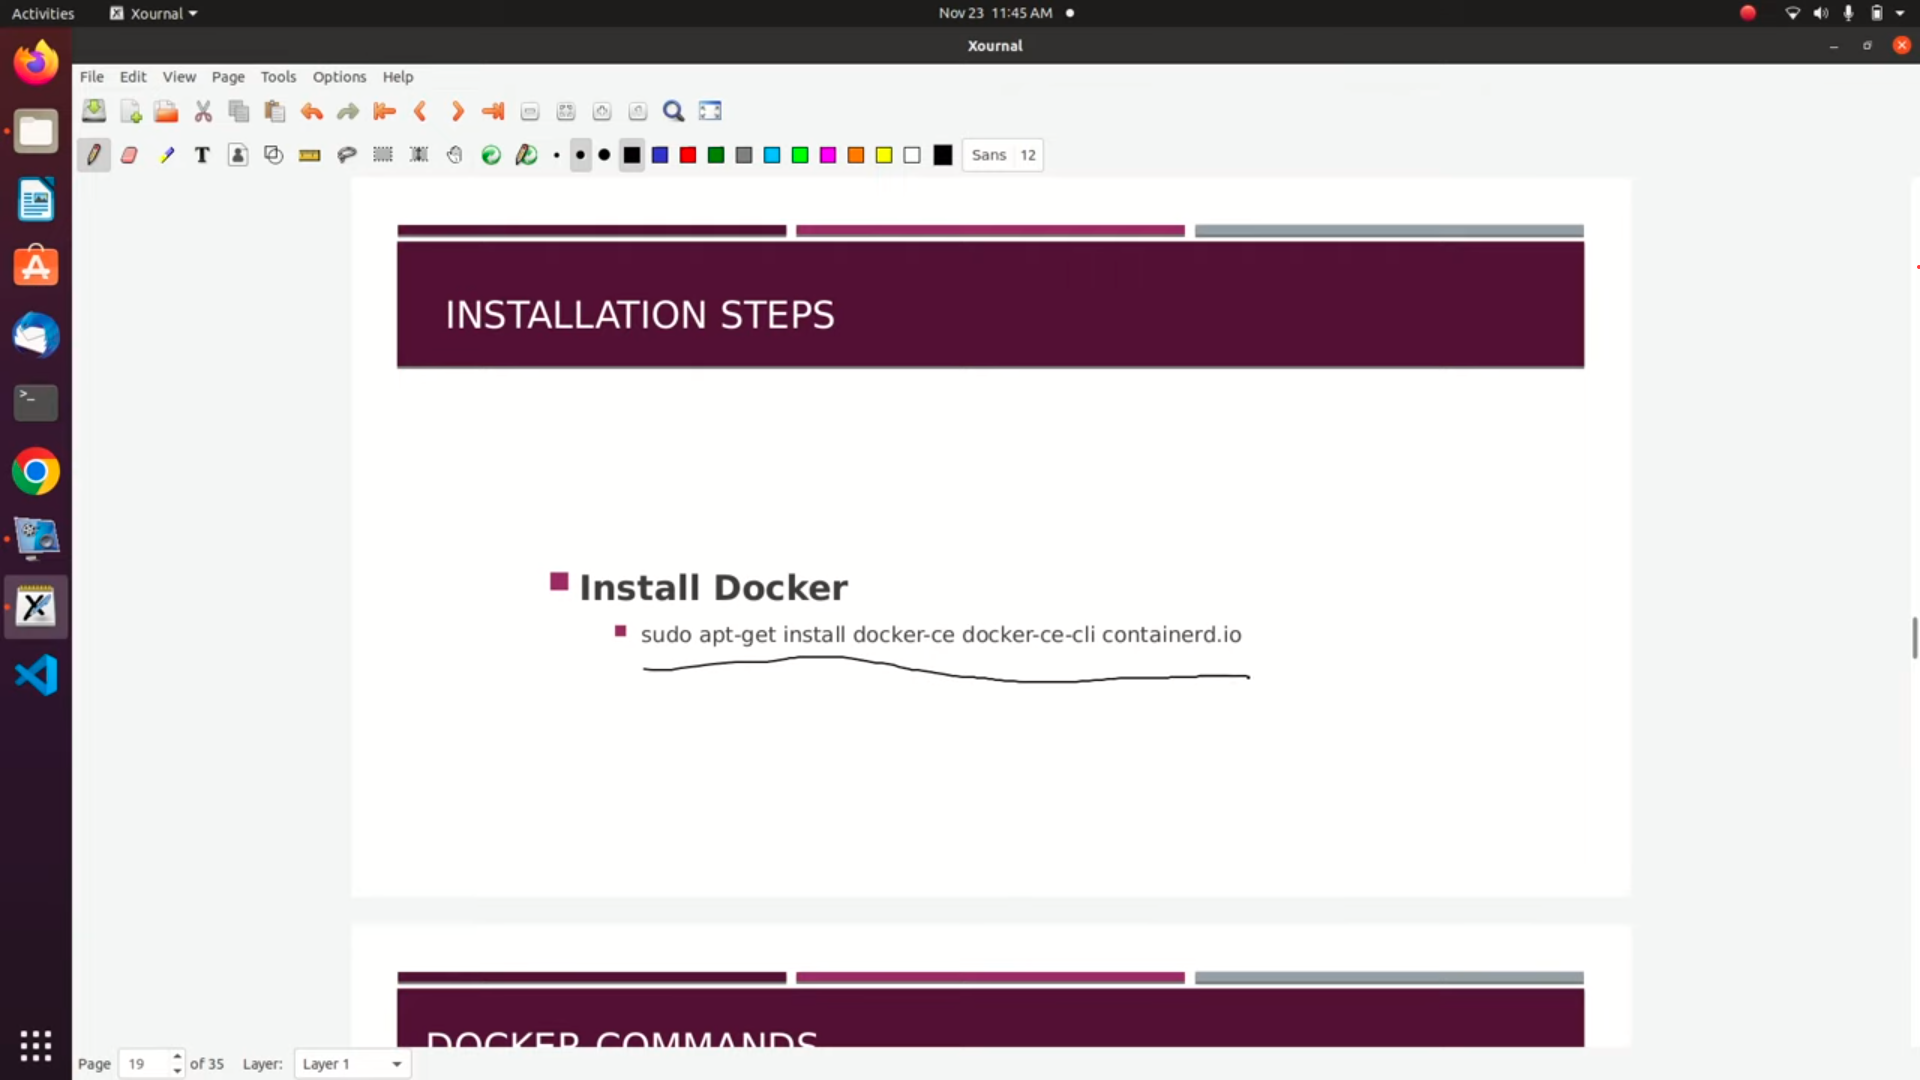 Activities Xournal Nov 23 11:45 AM
Xournal
File Edit View Page Tools Options Help
T Sans 12
INSTALLATION STEPS
Install Docker
sudo apt-get install docker-ce docker-ce-cli containerd.io
DOCKER COMMANDS
Page 19 of 35 Layer: Layer 1